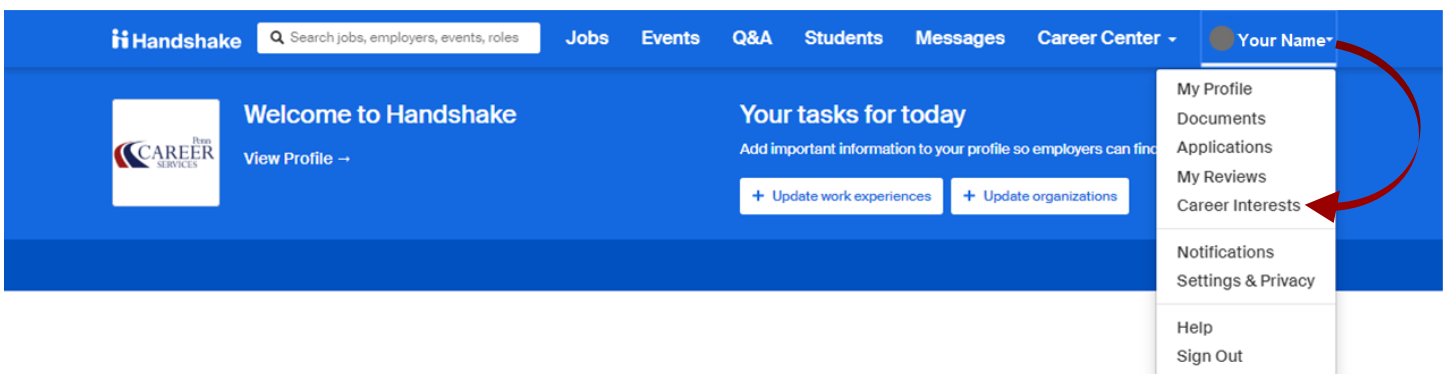 Handshake
Search jobs, employers, events, roles
Jobs
Events
Q&A
Students
Messages
Career Center
Your Name
Penn
CAREER
SERVICES
Welcome to Handshake
View Profile →
Your tasks for today
Add important information to your profile so employers can find
+ Update work experiences
+ Update organizations
My Profile
Documents
Applications
My Reviews
Career Interests
Notifications
Settings & Privacy
Help
Sign Out